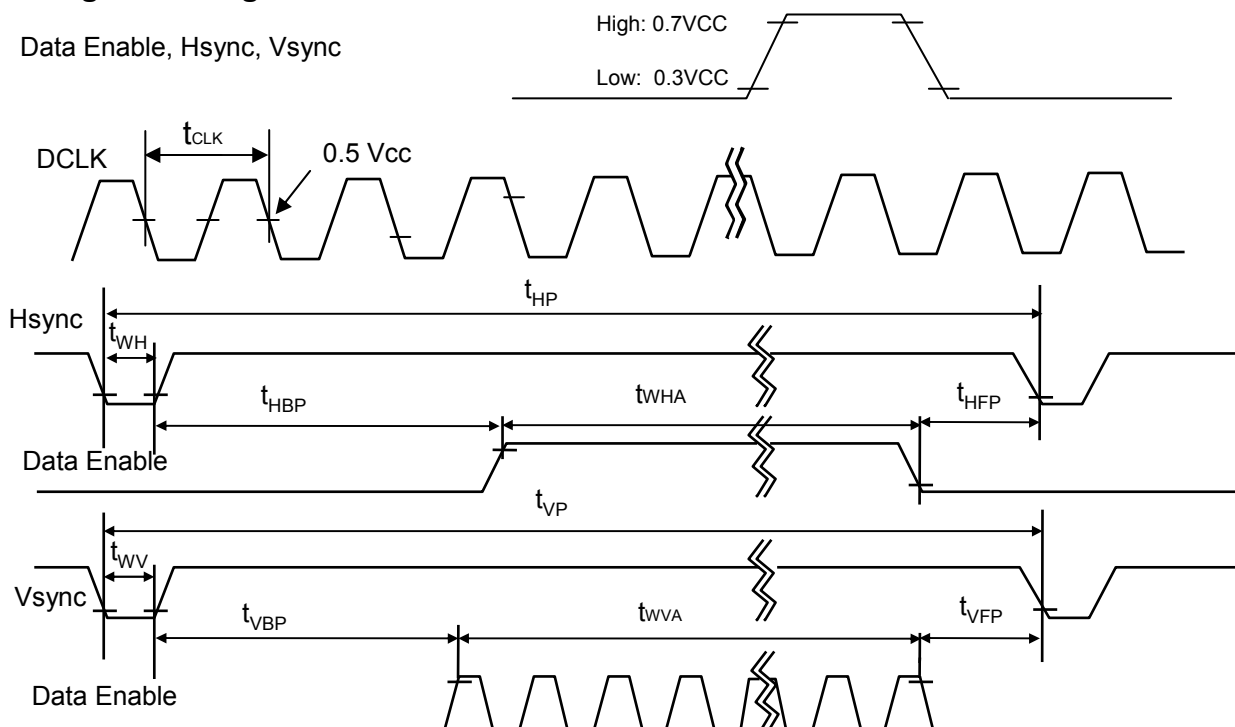 High: 0.7VCC
Data Enable, Hsync, Vsync
Low: 0.3VCC
tCLK
DCLK
0.5 Vcc
tHP
Hsync
tWH
tHBP
tWHA
tHFP
Data Enable
tVP
tWV
Vsync
tVBP
tWVA
tVFP
Data Enable